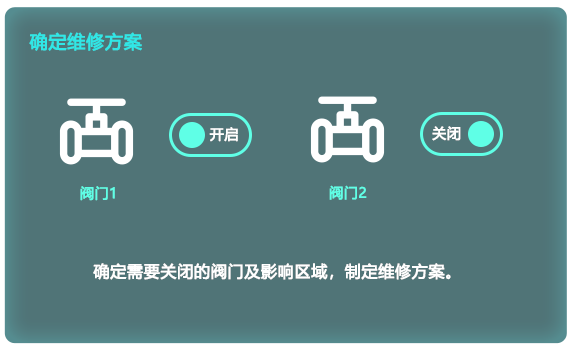 确定维修方案
开启
关闭
阀门1
阀门2
确定需要关闭的阀门及影响区域，制定维修方案。